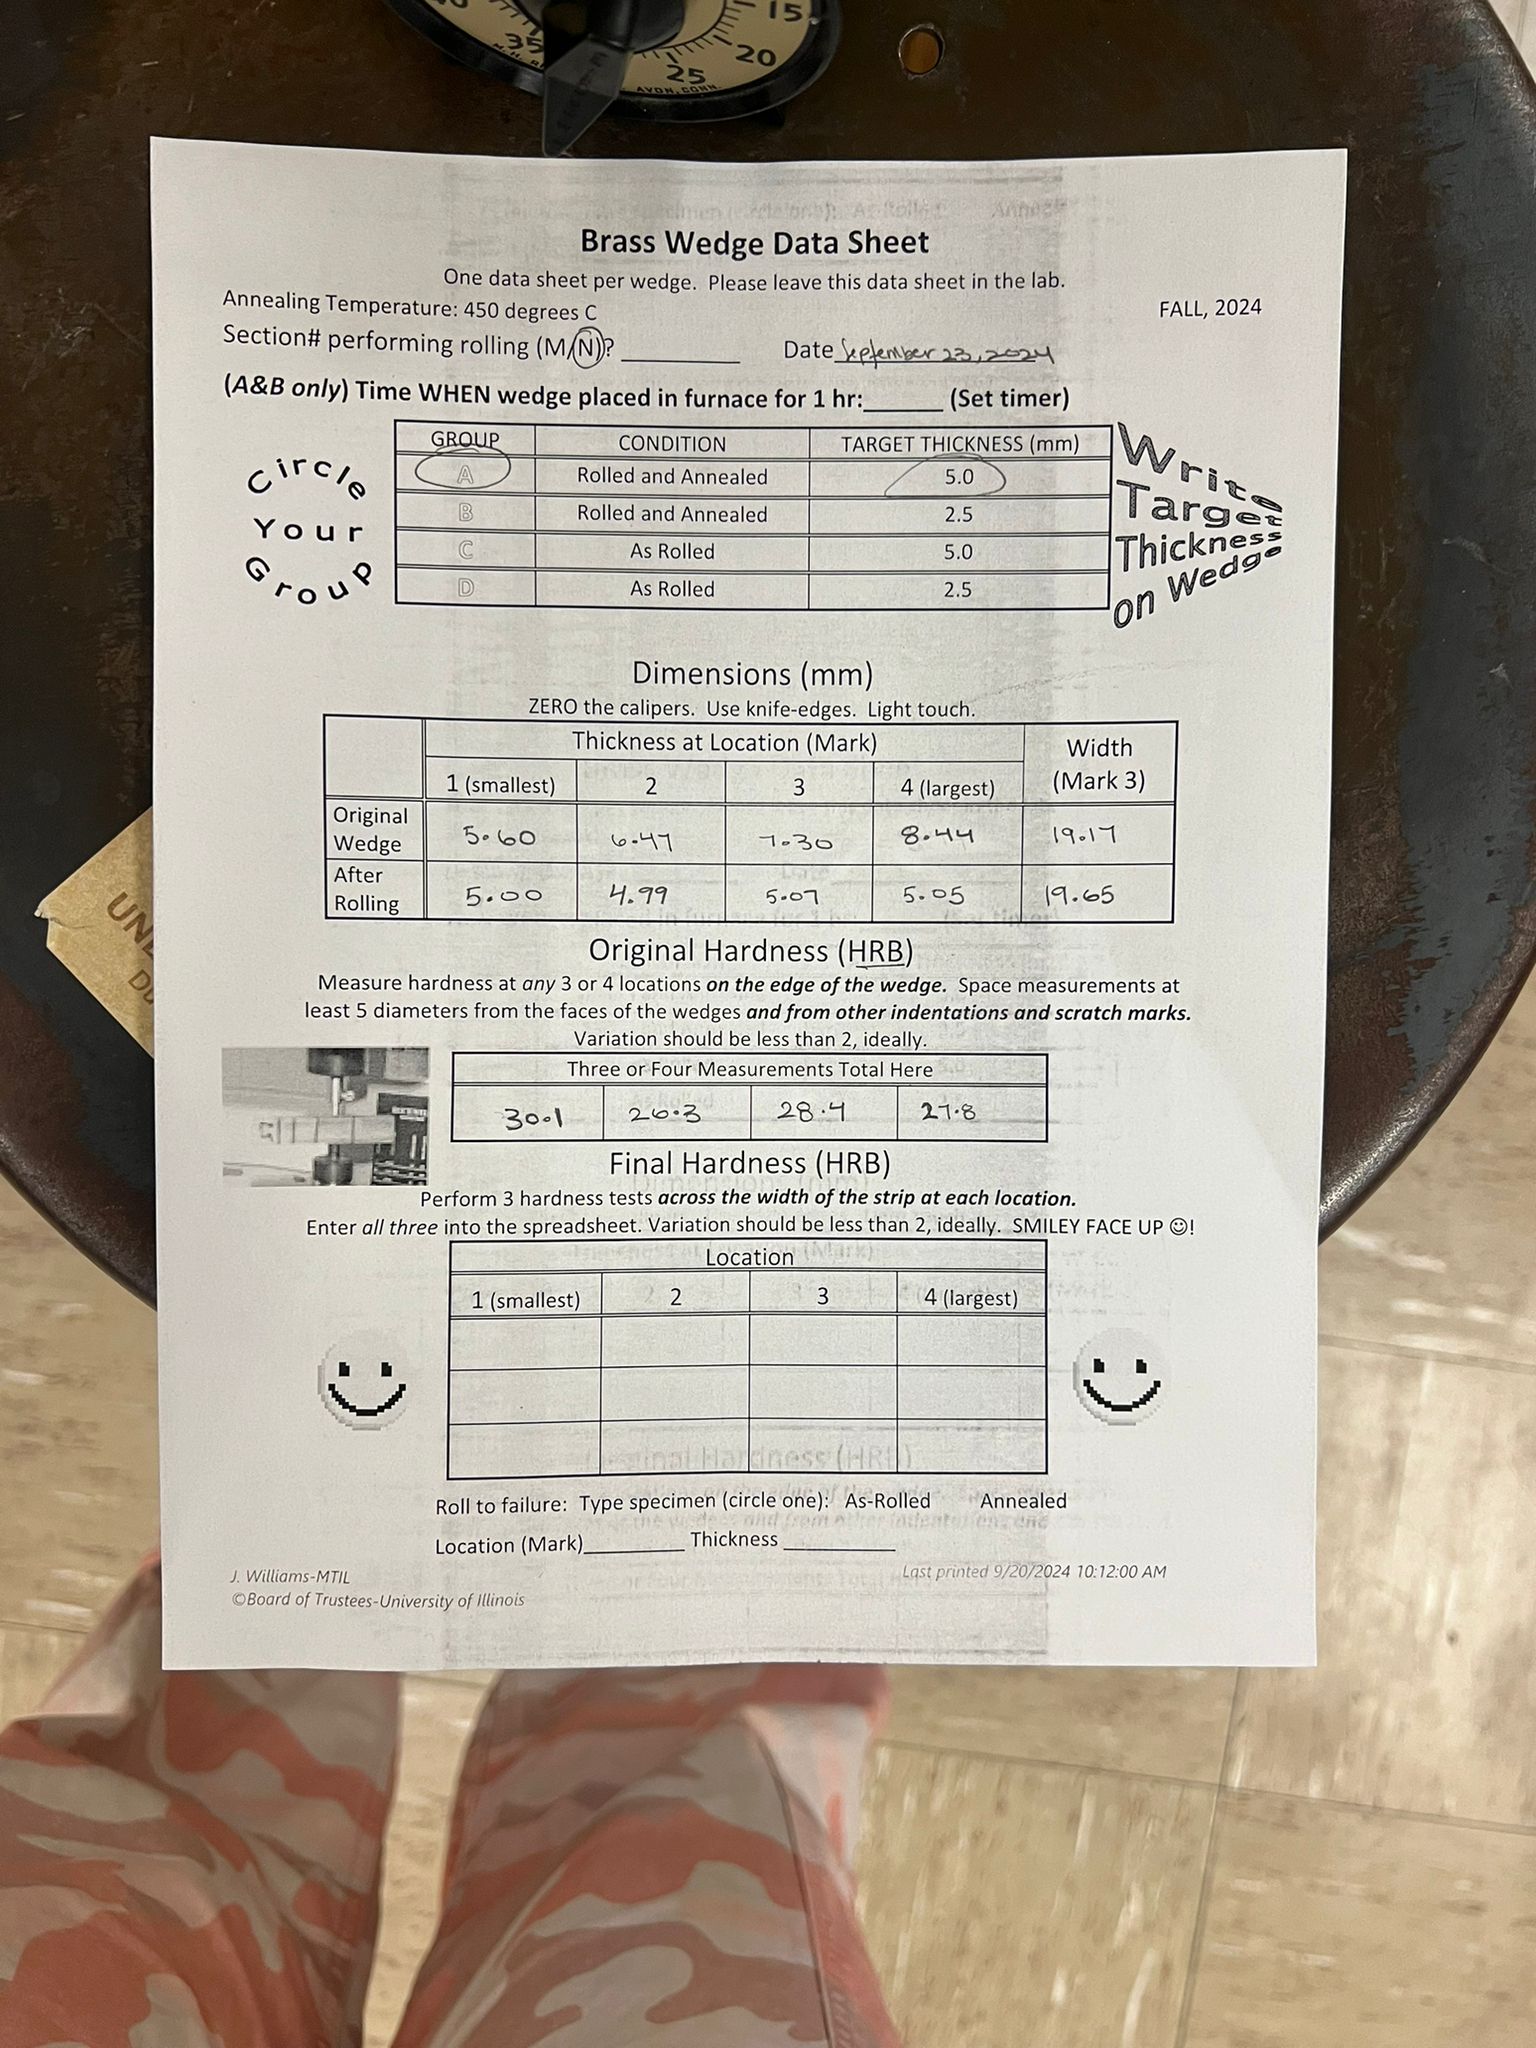 35
25
20
15
AVON, CONN.
Brass Wedge Data Sheet
One data sheet per wedge. Please leave this data sheet in the lab.
Annealing Temperature: 450 degrees C
FALL, 2024
Section# performing rolling (M/N)? ________ Date September 23, 2024
(A&B only) Time WHEN wedge placed in furnace for 1 hr:______ (Set timer)
Circle
Your
Group
GROUP CONDITION TARGET THICKNESS (mm)
A Rolled and Annealed 5.0
B Rolled and Annealed 2.5
C As Rolled 5.0
D As Rolled 2.5
Write
Target
Thickness
on Wedge
Dimensions (mm)
ZERO the calipers. Use knife-edges. Light touch.
Thickness at Location (Mark) Width (Mark 3)
1 (smallest) 2 3 4 (largest)
Original Wedge 5.60 6.47 7.30 8.44 19.17
After Rolling 5.00 4.99 5.07 5.05 19.65
Original Hardness (HRB)
Measure hardness at any 3 or 4 locations on the edge of the wedge. Space measurements at
least 5 diameters from the faces of the wedges and from other indentations and scratch marks.
Variation should be less than 2, ideally.
Three or Four Measurements Total Here
30.1 26.3 28.4 27.8
Final Hardness (HRB)
Perform 3 hardness tests across the width of the strip at each location.
Enter all three into the spreadsheet. Variation should be less than 2, ideally. SMILEY FACE UP ☺!
Location
1 (smallest) 2 3 4 (largest)
Roll to failure: Type specimen (circle one): As-Rolled Annealed
Location (Mark)_________ Thickness __________
J. Williams-MTIL
Last printed 9/20/2024 10:12:00 AM
©Board of Trustees-University of Illinois